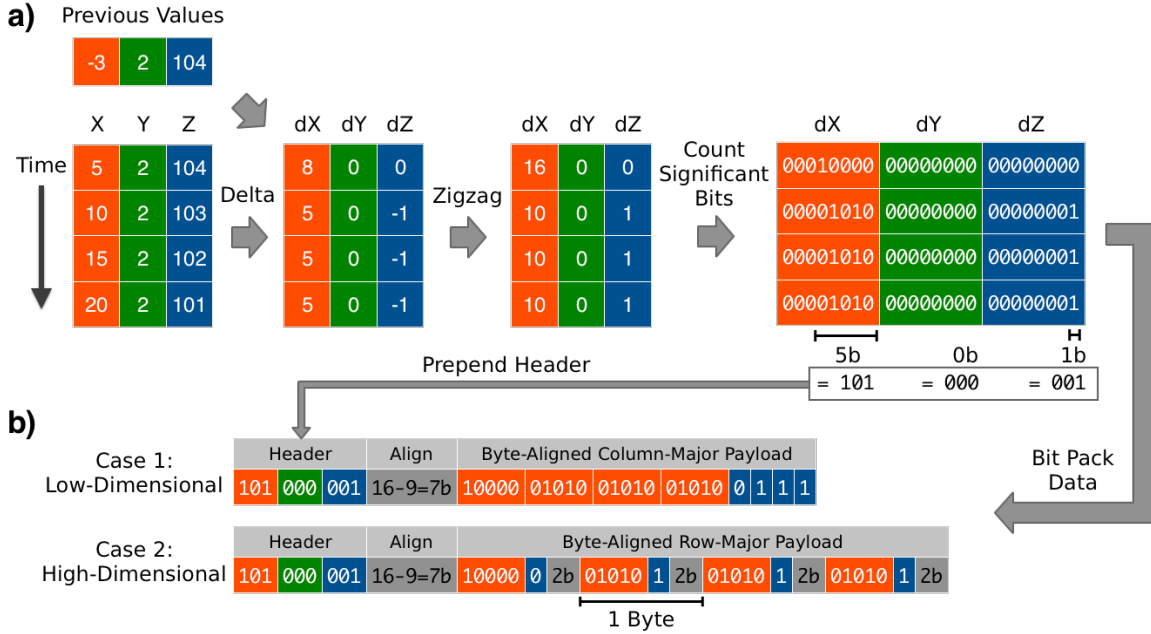 a)
Previous Values
-3 2 104
X Y Z
dX dY dZ
dX dY dZ
dX dY dZ
Time
Delta
Zigzag
Count
Significant
Bits
5 2 104
10 2 103
15 2 102
20 2 101
8 0 0
5 0 -1
5 0 -1
5 0 -1
16 0 0
10 0 1
10 0 1
10 0 1
00010000 00000000 00000000
00001010 00000000 00000001
00001010 00000000 00000001
00001010 00000000 00000001
5b 0b 1b
= 101 = 000 = 001
Prepend Header
Bit Pack
Data
b)
Case 1:
Low-Dimensional
Header Align Byte-Aligned Column-Major Payload
101 000 001 16-9=7b 10000 01010 01010 01010 0 1 1 1
Case 2:
High-Dimensional
Header Align Byte-Aligned Row-Major Payload
101 000 001 16-9=7b 10000 0 2b 01010 1 2b 01010 1 2b 01010 1 2b
1 Byte